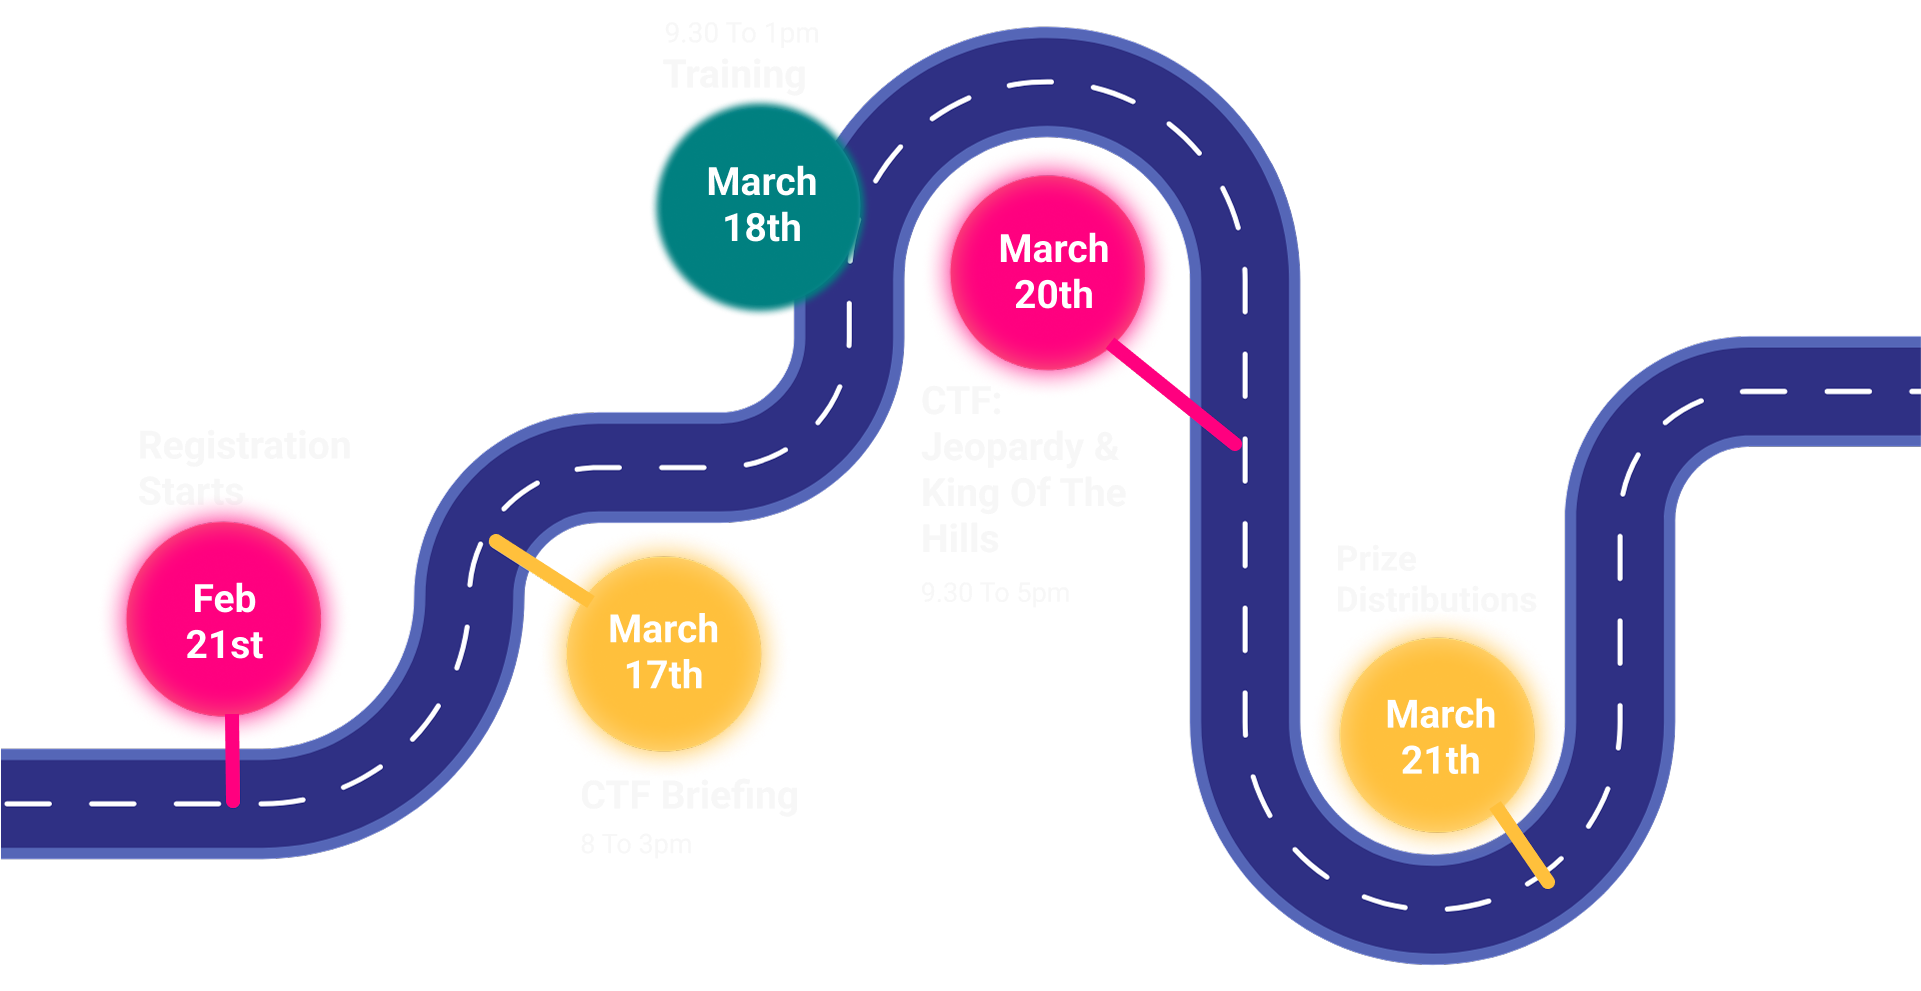 9.30 To 1pm
Training
March
18th
March
20th
CTF:
Jeopardy &
King Of The
Hills
9.30 To 5pm
Registration
Starts
Feb
21st
March
17th
CTF Briefing
8 To 3pm
Prize
Distributions
March
21th